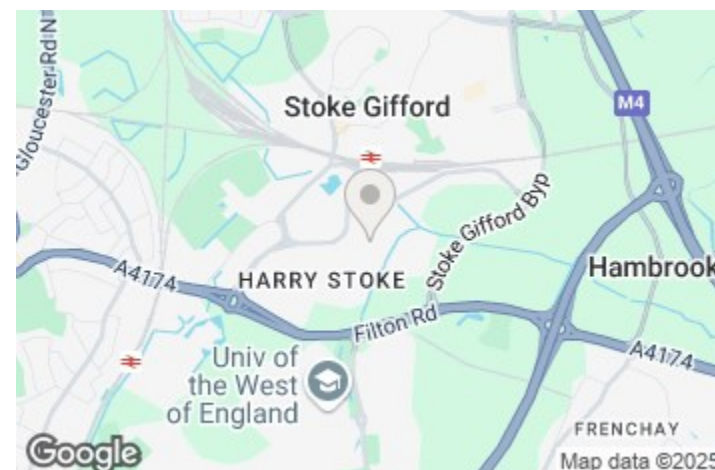 Gloucester Rd N
Stoke Gifford
M4
Stoke Gifford Byp
Hambrook
A4174
HARRY STOKE
Filton Rd
A4174
Univ of
the West
of England
FRENCHAY
Google
Map data ©2025